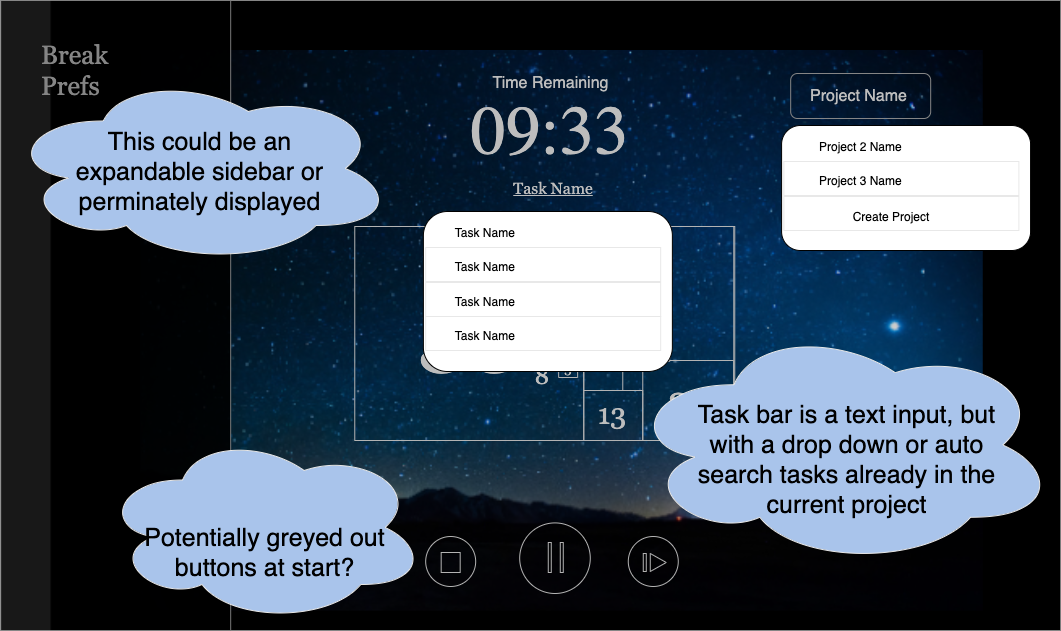 Break
Prefs
This could be an
expandable sidebar or
perminately displayed
Time Remaining
09:33
Task Name
Task Name
Task Name
Task Name
Task Name
Project Name
Project 2 Name
Project 3 Name
Create Project
8
13
Task bar is a text input, but
with a drop down or auto
search tasks already in the
current project
Potentially greyed out
buttons at start?